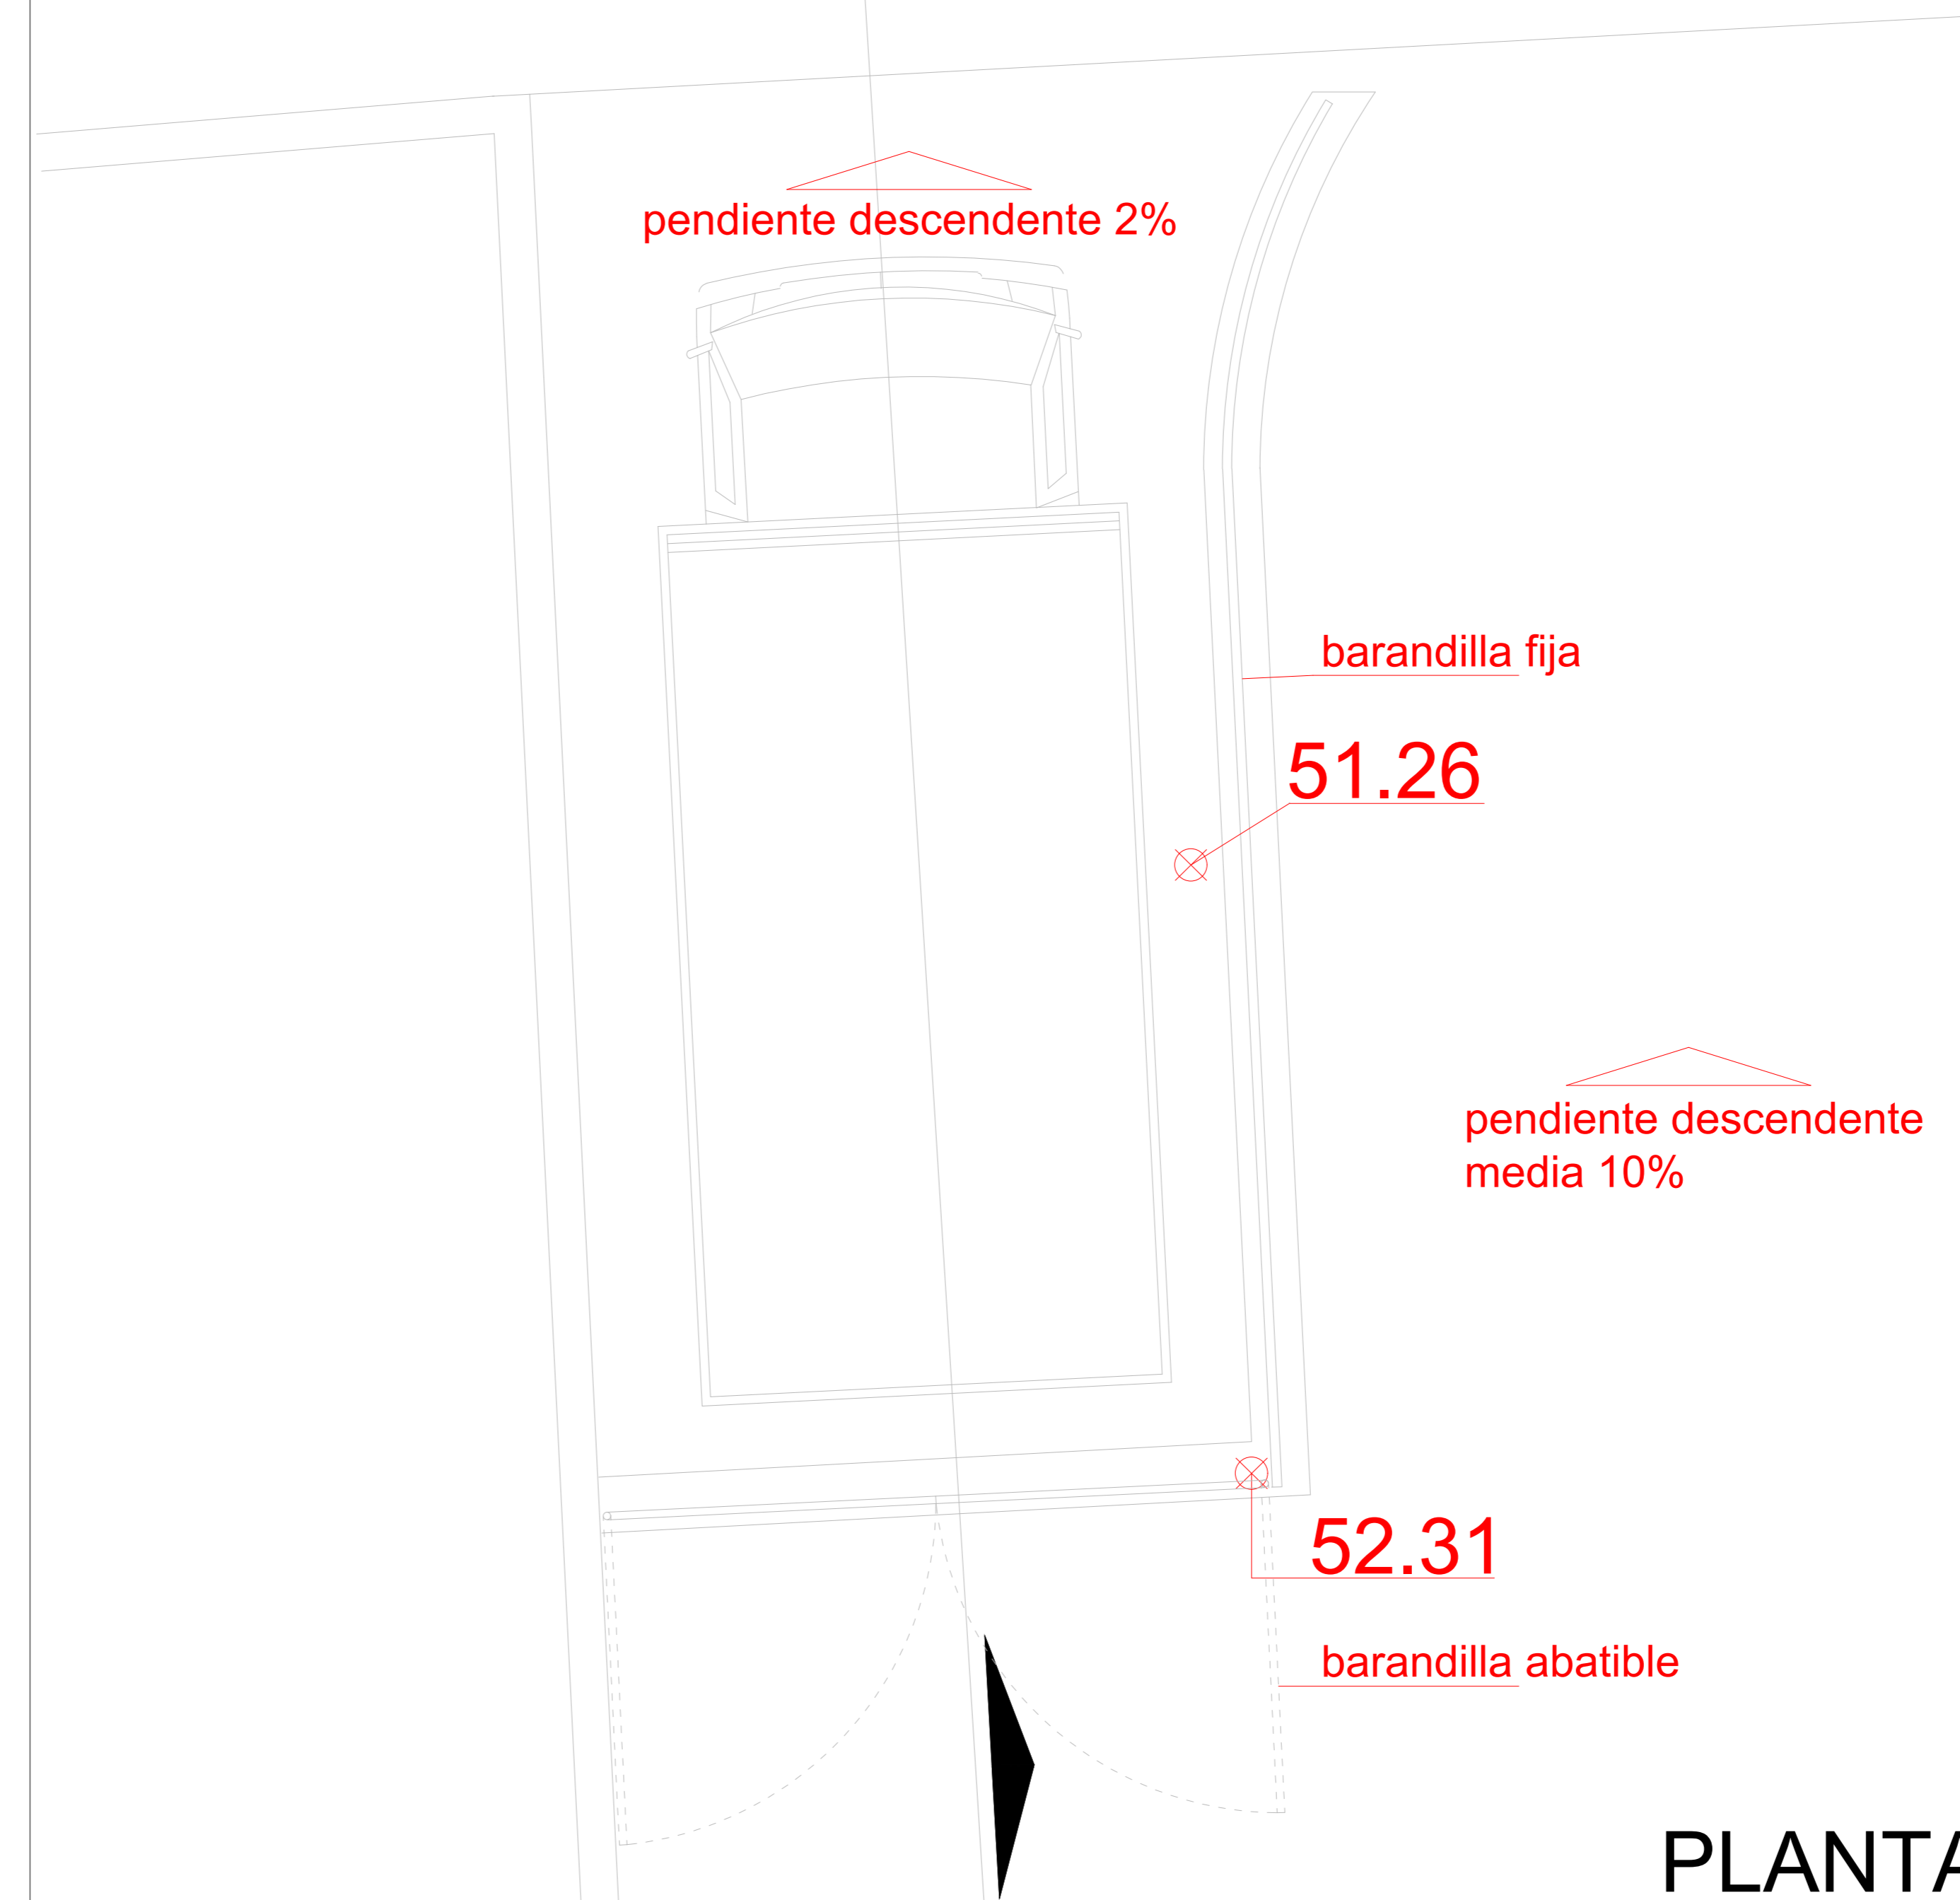 pendiente descendente 2%
barandilla fija
51.26
pendiente descendente
media 10%
52.31
barandilla abatible
PLANTA